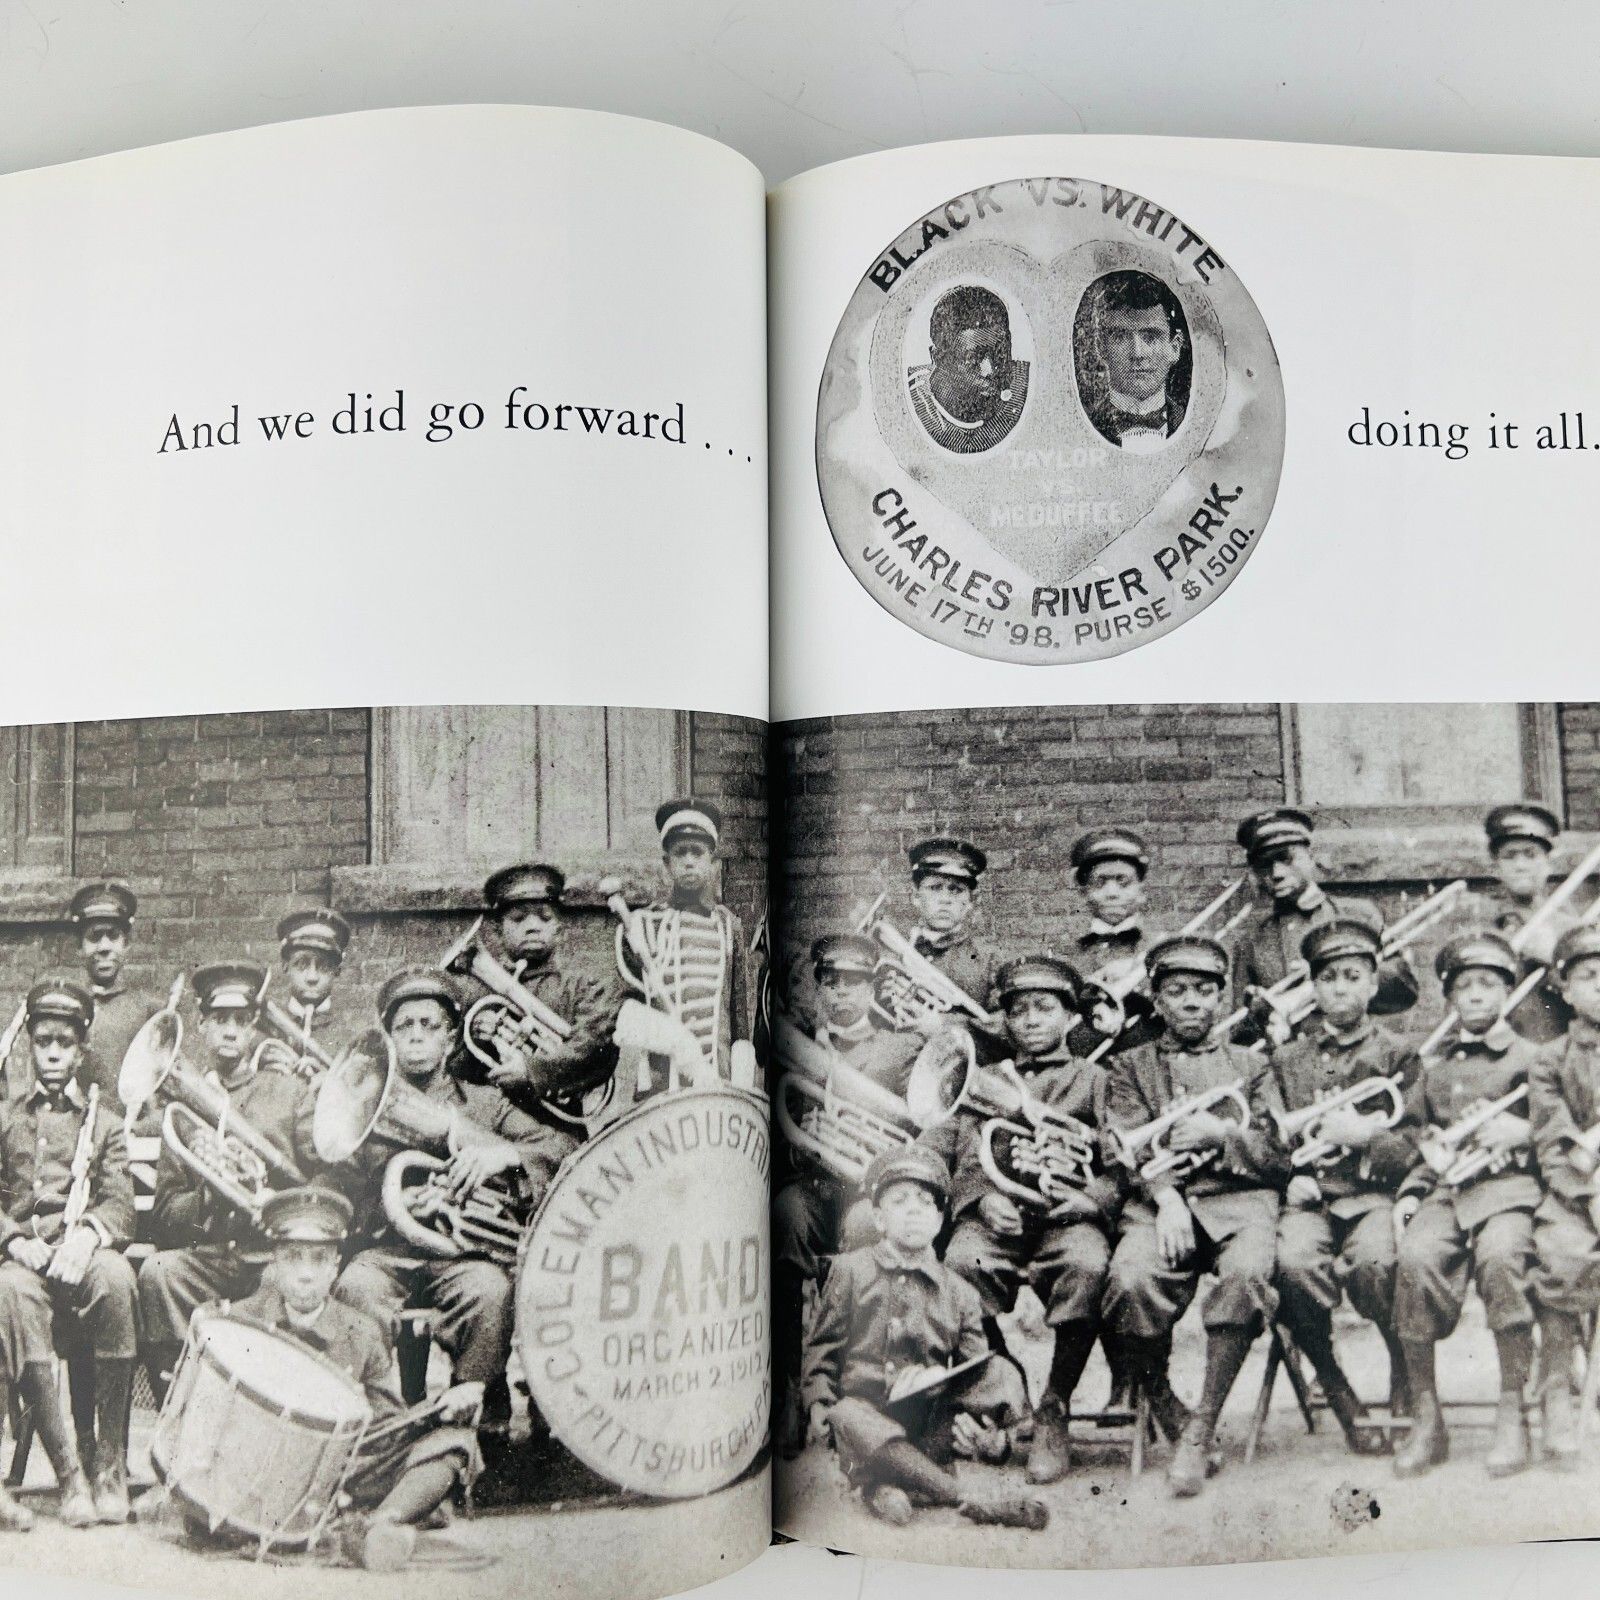 And we did go forward . . .
BLACK VS. WHITE
TAYLOR
VS.
McDUFFEE
CHARLES RIVER PARK.
JUNE 17TH '98. PURSE $1500.
doing it all.
COLEMAN-INDUSTRI
BAND
ORGANIZED
MARCH 2, 1912
PITTSBURGH PA